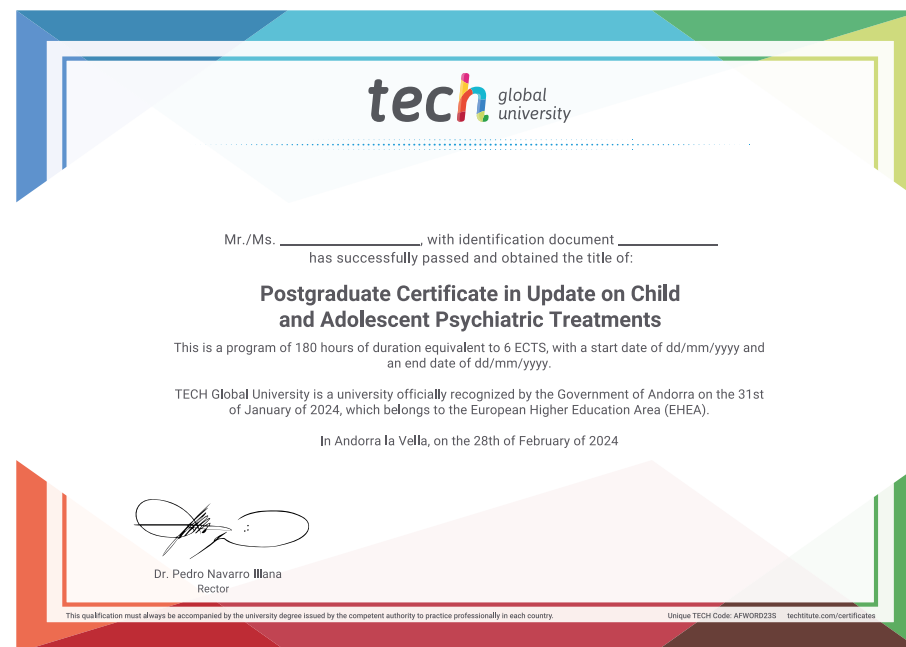 tech global university
Mr./Ms. ____________, with identification document ____________
has successfully passed and obtained the title of:
Postgraduate Certificate in Update on Child
and Adolescent Psychiatric Treatments
This is a program of 180 hours of duration equivalent to 6 ECTS, with a start date of dd/mm/yyyy and
an end date of dd/mm/yyyy.
TECH Global University is a university officially recognized by the Government of Andorra on the 31st
of January of 2024, which belongs to the European Higher Education Area (EHEA).
In Andorra la Vella, on the 28th of February of 2024
Dr. Pedro Navarro Illana
Rector
This qualification must always be accompanied by the university degree issued by the competent authority to practice professionally in each country.
Unique TECH Code: AFWORD23S techtitute.com/certificates